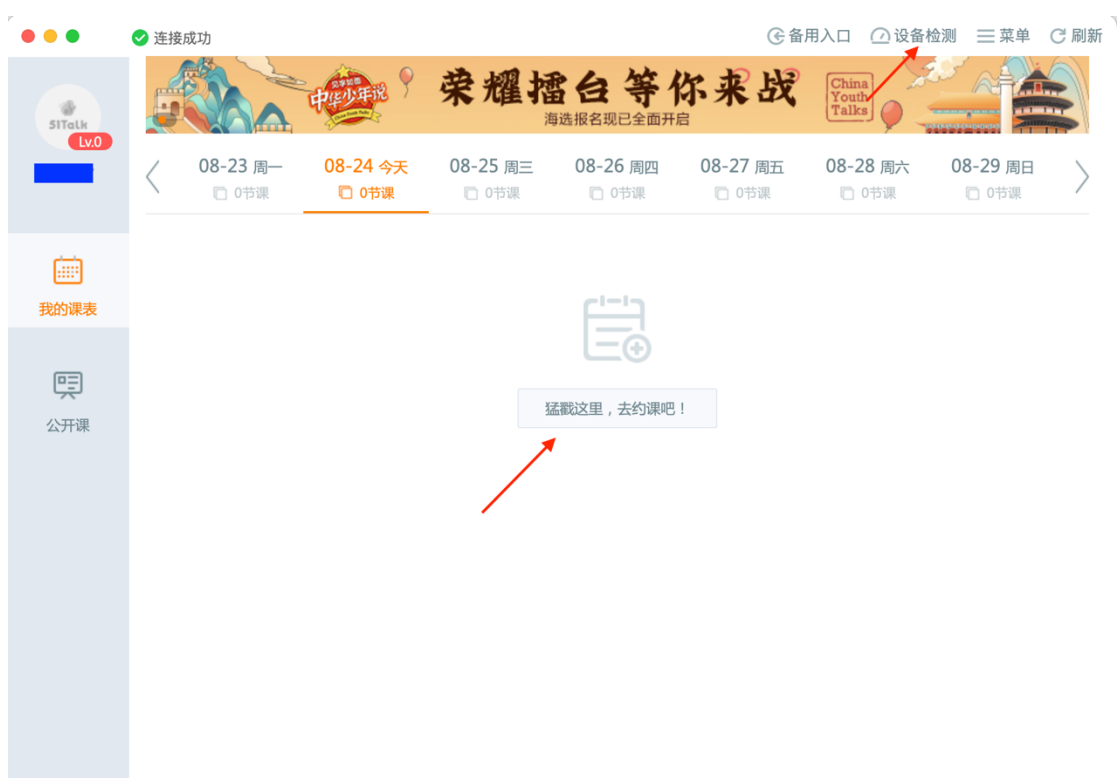 连接成功
备用入口 设备检测 菜单 刷新
51Talk
Lv.0
中华少年说
荣耀擂台等你来战
海选报名现已全面开启
China
Youth
Talks
08-23 周一 08-24 今天 08-25 周三 08-26 周四 08-27 周五 08-28 周六 08-29 周日
0节课 0节课 0节课 0节课 0节课 0节课 0节课
我的课表
公开课
猛戳这里，去约课吧！